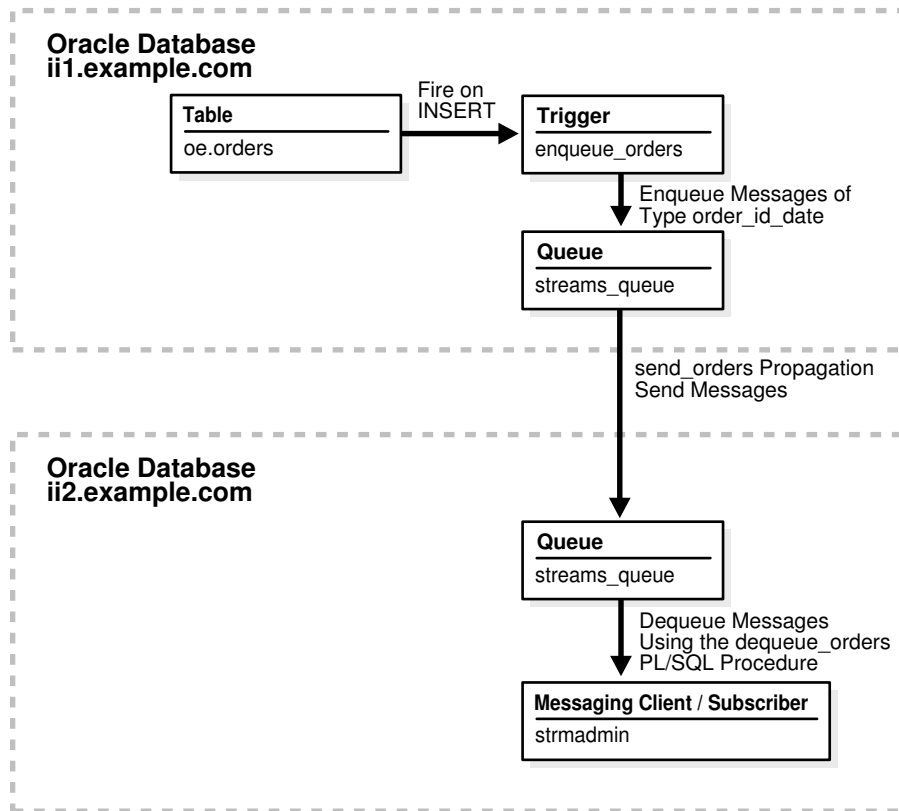 Oracle Database
ii1.example.com
Fire on
INSERT
Table
oe.orders
Trigger
enqueue_orders
Enqueue Messages of
Type order_id_date
Queue
streams_queue
send_orders Propagation
Send Messages
Oracle Database
ii2.example.com
Queue
streams_queue
Dequeue Messages
Using the dequeue_orders
PL/SQL Procedure
Messaging Client / Subscriber
strmadmin